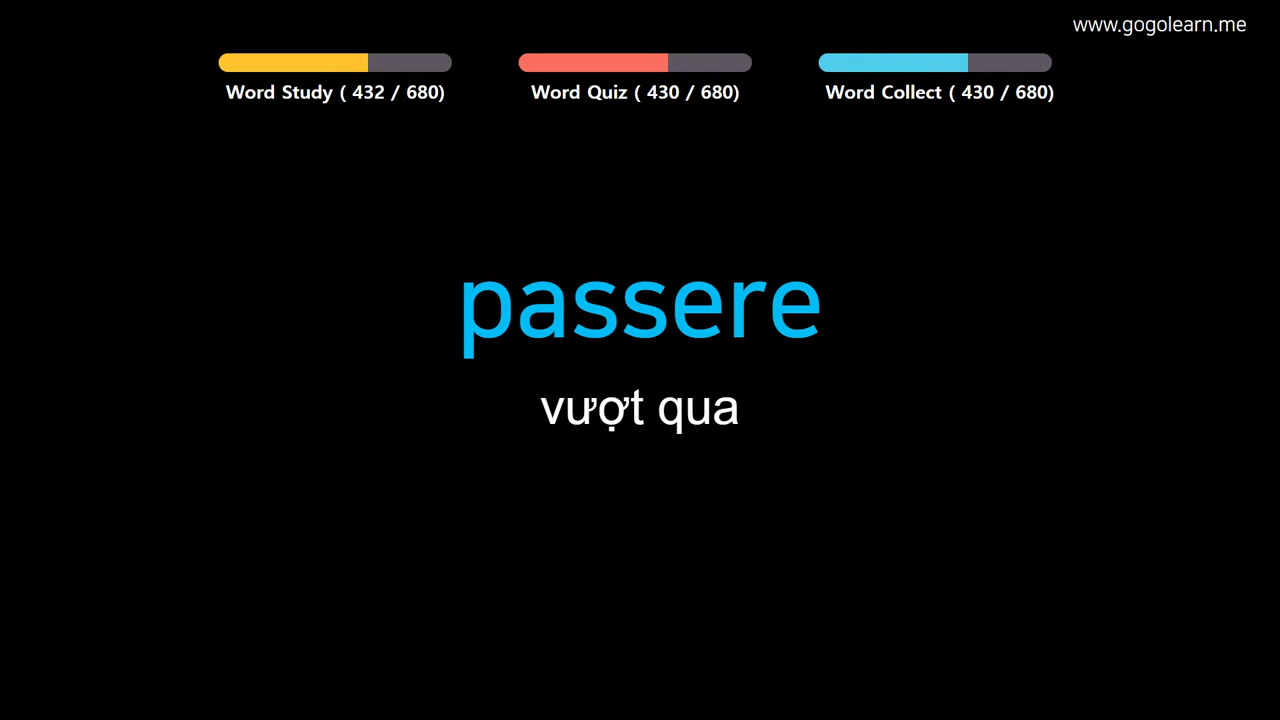 www.gogolearn.me
Word Study ( 432 / 680)
Word Quiz ( 430 / 680)
Word Collect ( 430 / 680)
passere
vượt qua